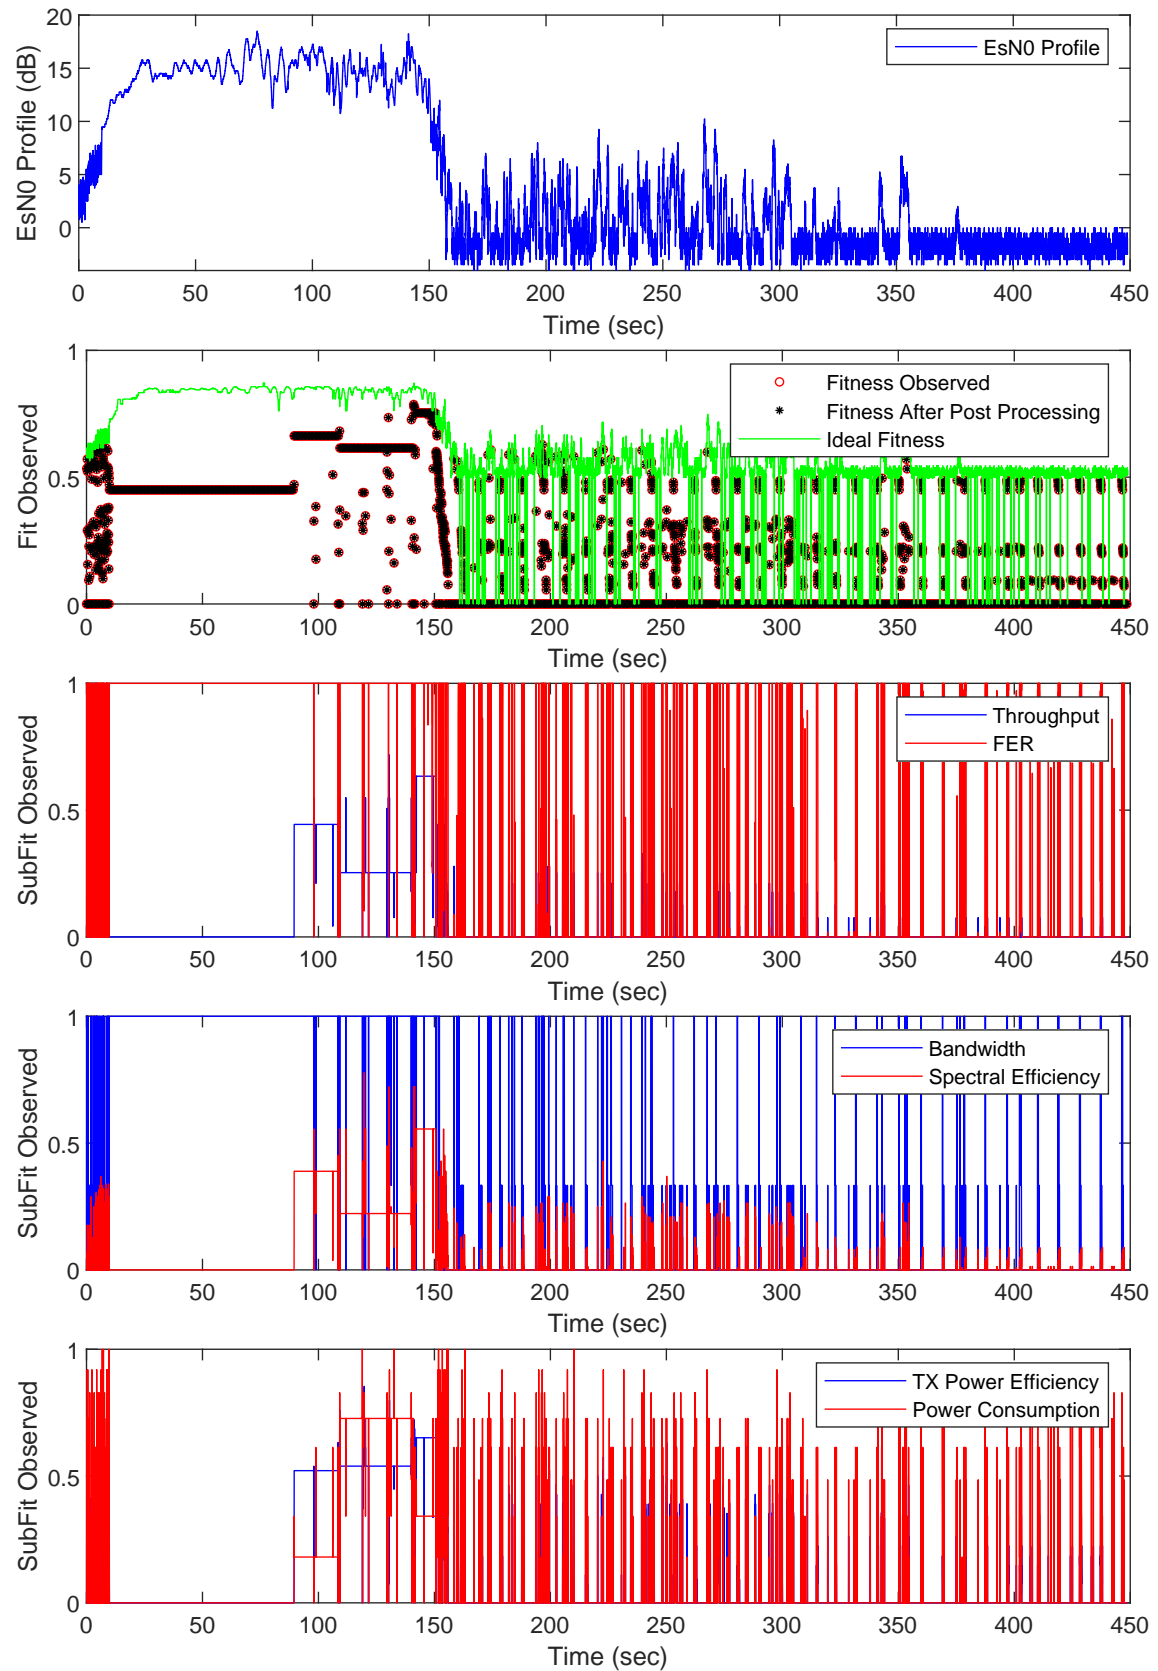 20
15
10
5
0
EsN0 Profile (dB)
EsN0 Profile
0 50 100 150 200 250 300 350 400 450
Time (sec)
1
0.5
0
Fit Observed
Fitness Observed
Fitness After Post Processing
Ideal Fitness
0 50 100 150 200 250 300 350 400 450
Time (sec)
1
0.5
0
SubFit Observed
Throughput
FER
0 50 100 150 200 250 300 350 400 450
Time (sec)
1
0.5
0
SubFit Observed
Bandwidth
Spectral Efficiency
0 50 100 150 200 250 300 350 400 450
Time (sec)
1
0.5
0
SubFit Observed
TX Power Efficiency
Power Consumption
0 50 100 150 200 250 300 350 400 450
Time (sec)